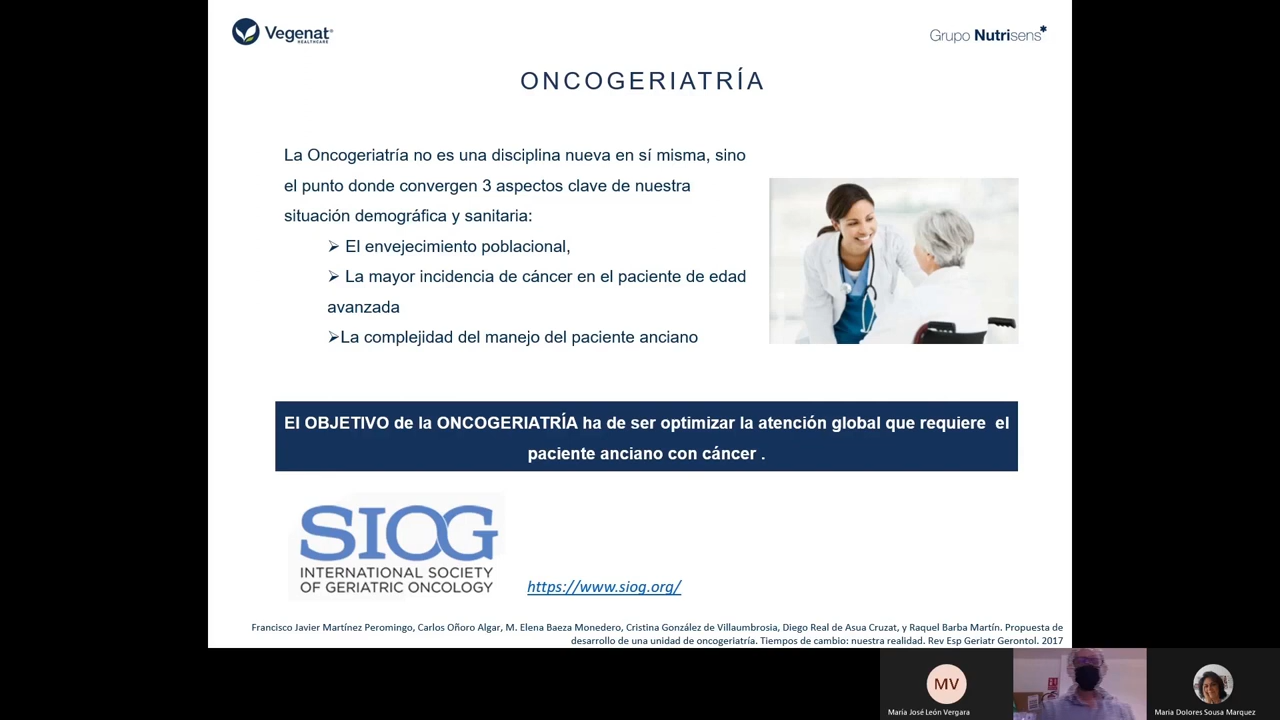 Vegenat®
HEALTHCARE
Grupo Nutrisens*
ONCOGERIATRÍA
La Oncogeriatría no es una disciplina nueva en sí misma, sino
el punto donde convergen 3 aspectos clave de nuestra
situación demográfica y sanitaria:
➢ El envejecimiento poblacional,
➢ La mayor incidencia de cáncer en el paciente de edad
avanzada
➢La complejidad del manejo del paciente anciano
El OBJETIVO de la ONCOGERIATRÍA ha de ser optimizar la atención global que requiere el
paciente anciano con cáncer .
SIOG
INTERNATIONAL SOCIETY
OF GERIATRIC ONCOLOGY
https://www.siog.org/
Francisco Javier Martínez Peromingo, Carlos Oñoro Algar, M. Elena Baeza Monedero, Cristina González de Villaumbrosia, Diego Real de Asua Cruzat, y Raquel Barba Martín. Propuesta de
desarrollo de una unidad de oncogeriatría. Tiempos de cambio: nuestra realidad. Rev Esp Geriatr Gerontol. 2017
MV
María José León Vergara
Maria Dolores Sousa Marquez